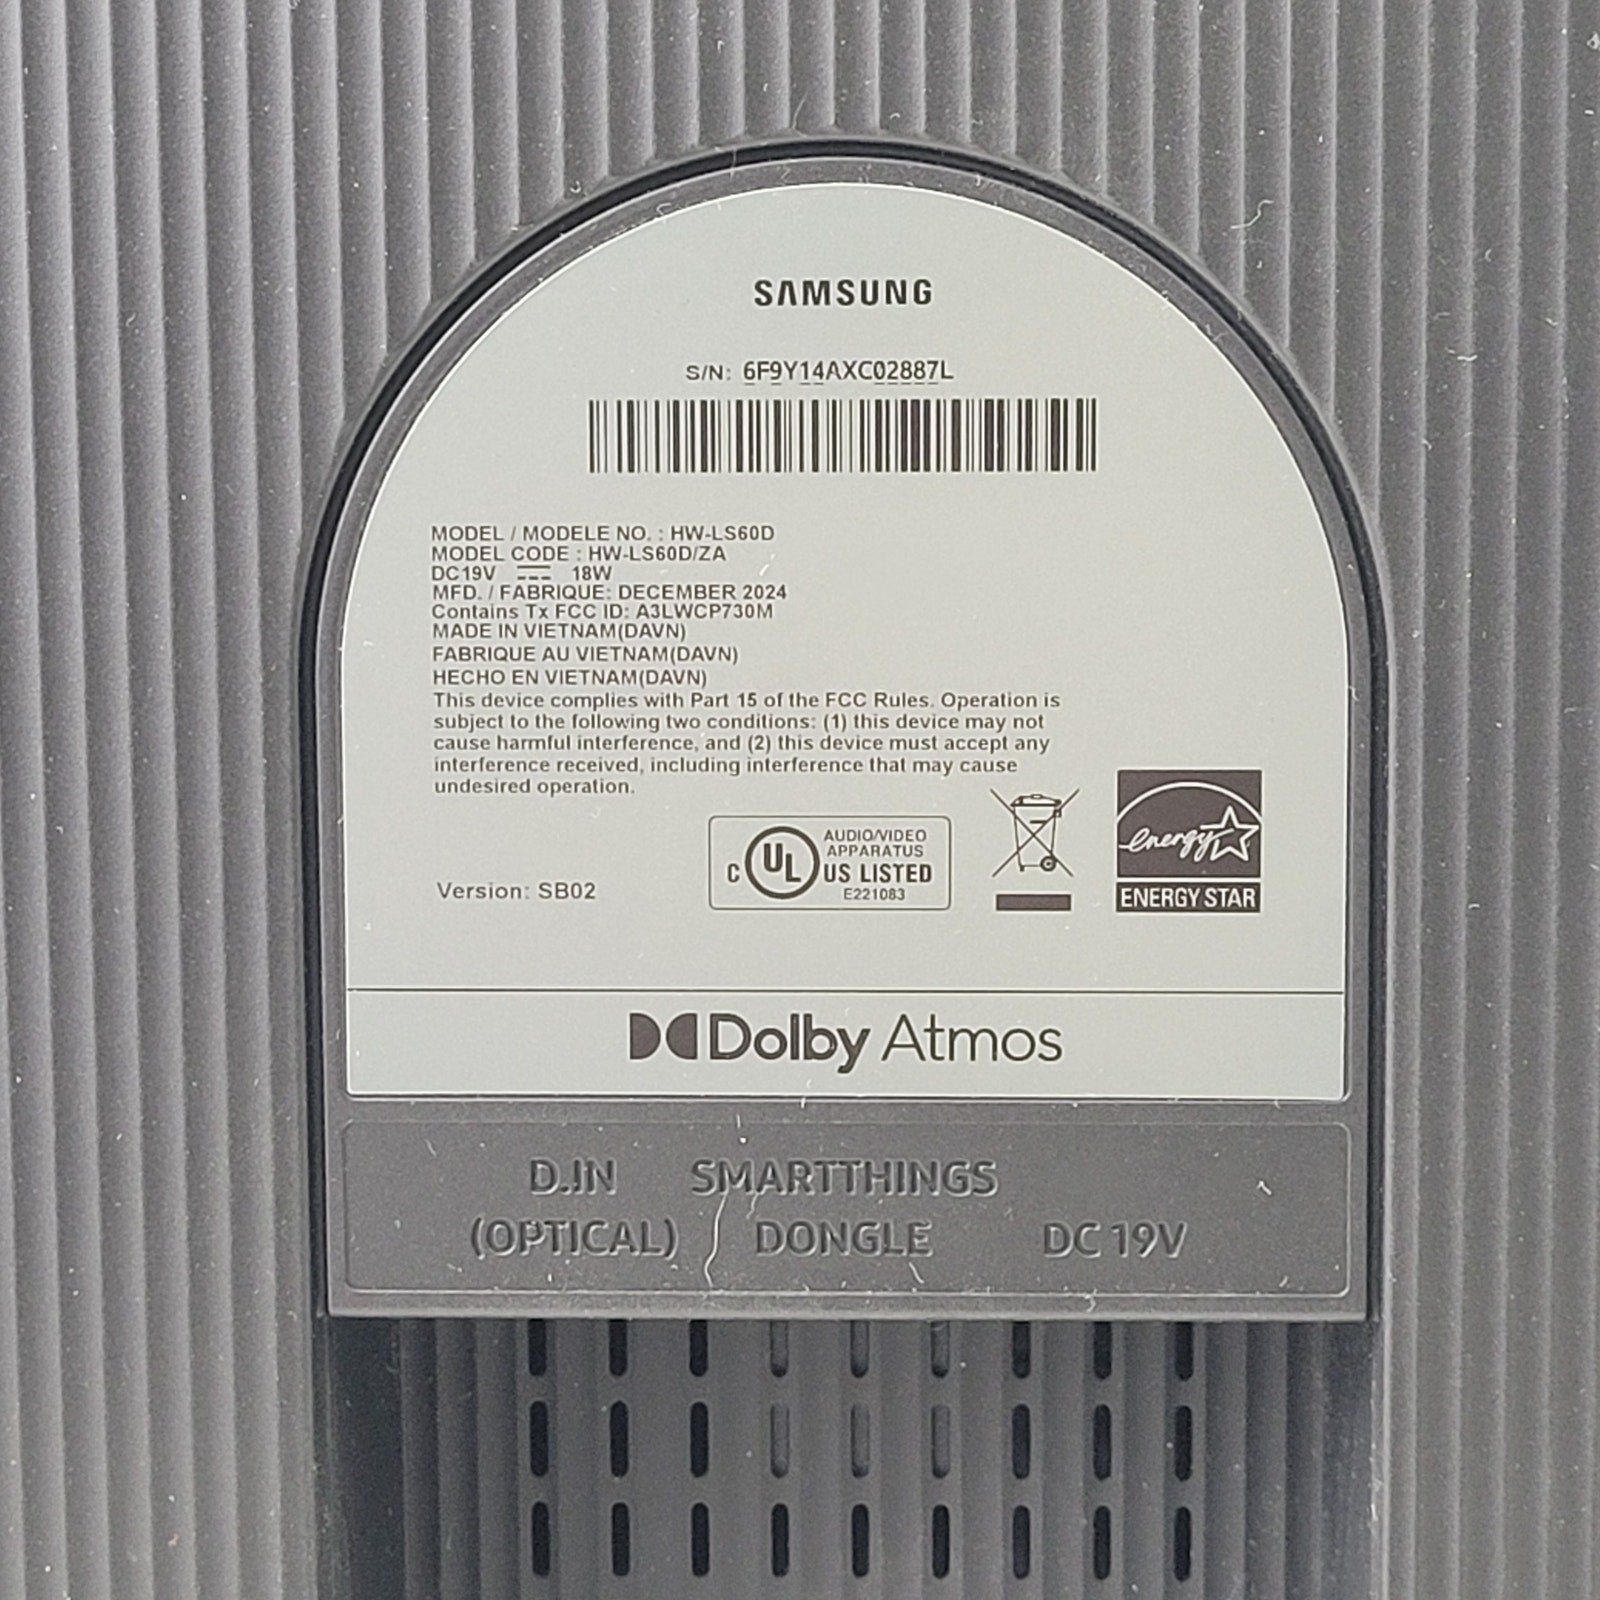 SAMSUNG
S/N: 6F9Y14AXC02887L
MODEL / MODELE NO. : HW-LS60D
MODEL CODE : HW-LS60D/ZA
DC19V 18W
MFD. / FABRIQUE: DECEMBER 2024
Contains Tx FCC ID: A3LWCP730M
MADE IN VIETNAM(DAVN)
FABRIQUE AU VIETNAM(DAVN)
HECHO EN VIETNAM(DAVN)
This device complies with Part 15 of the FCC Rules. Operation is
subject to the following two conditions: (1) this device may not
cause harmful interference, and (2) this device must accept any
interference received, including interference that may cause
undesired operation.
Version: SB02
C UL US LISTED
AUDIO/VIDEO
APPARATUS
E221083
energy
ENERGY STAR
Dolby Atmos
D.IN
(OPTICAL)
SMARTTHINGS
DONGLE
DC 19V